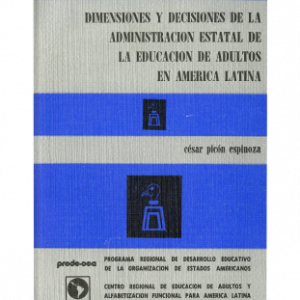 DIMENSIONES Y DECISIONES DE LA
ADMINISTRACION ESTATAL DE
LA EDUCACION DE ADULTOS
EN AMERICA LATINA
césar picón espinoza
prede-oea
PROGRAMA REGIONAL DE DESARROLLO EDUCATIVO
DE LA ORGANIZACION DE ESTADOS AMERICANOS
CENTRO REGIONAL DE EDUCACION DE ADULTOS Y
ALFABETIZACION FUNCIONAL PARA AMERICA LATINA